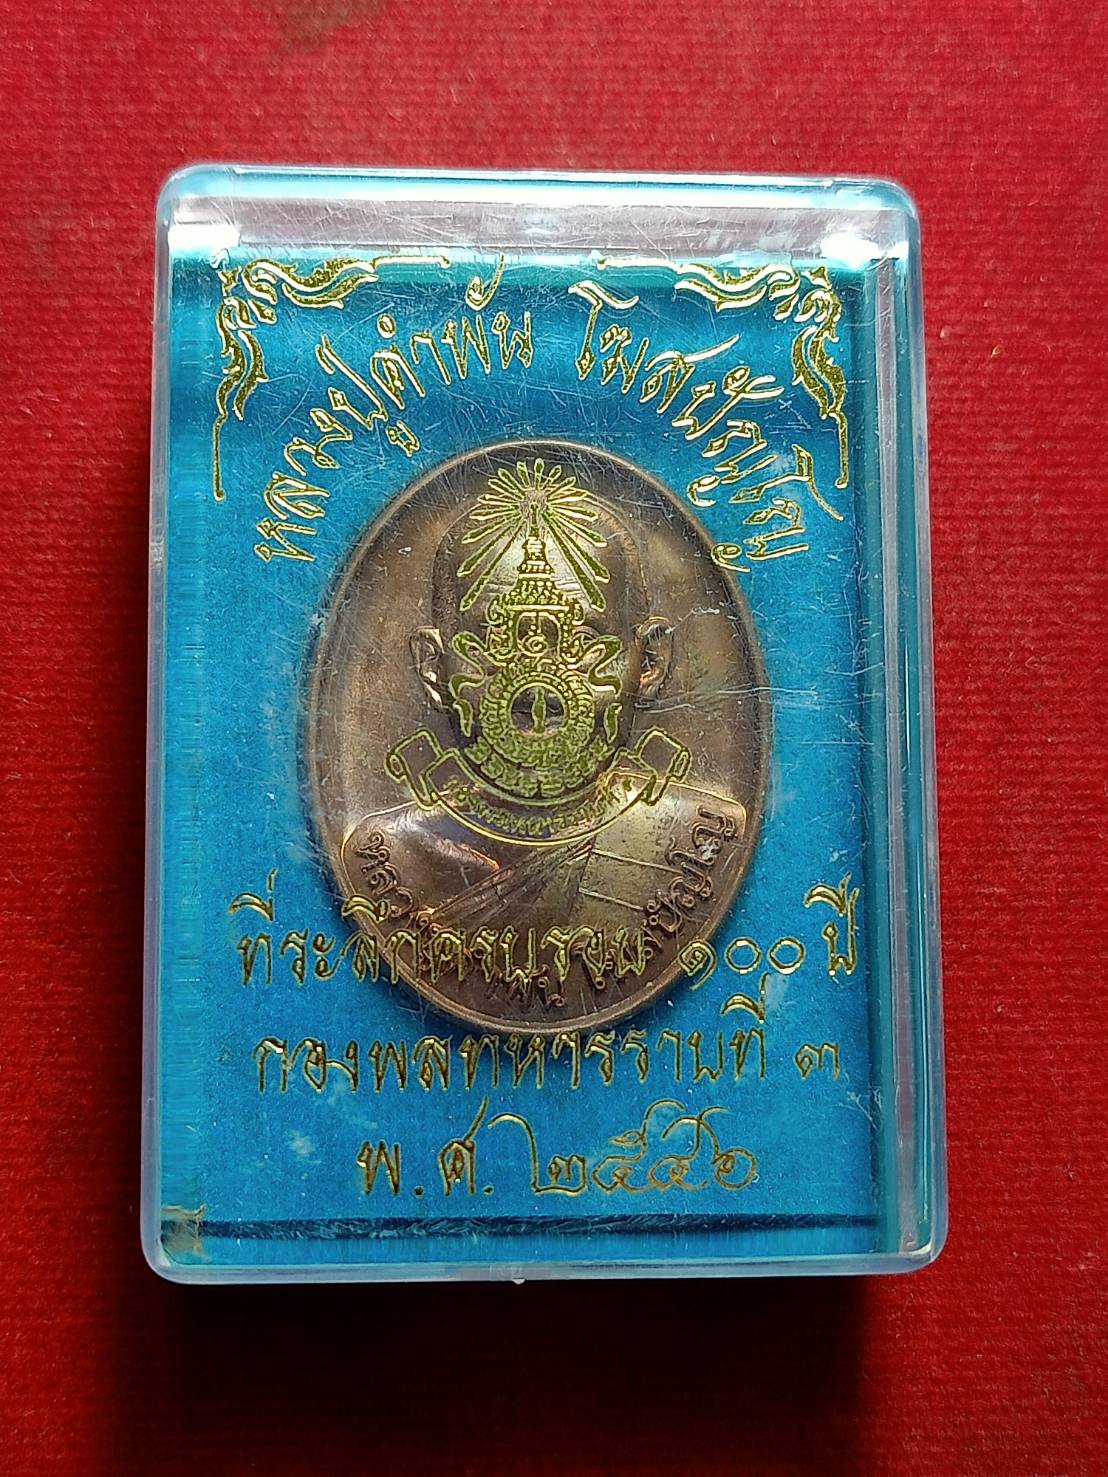 หลวงปู่คำพัน โฆสปัญโญ
ที่ระลึกครบรอบ ๑๐๐ ปี
กองพลทหารราบที่ ๓
พ.ศ. ๒๕๕๖